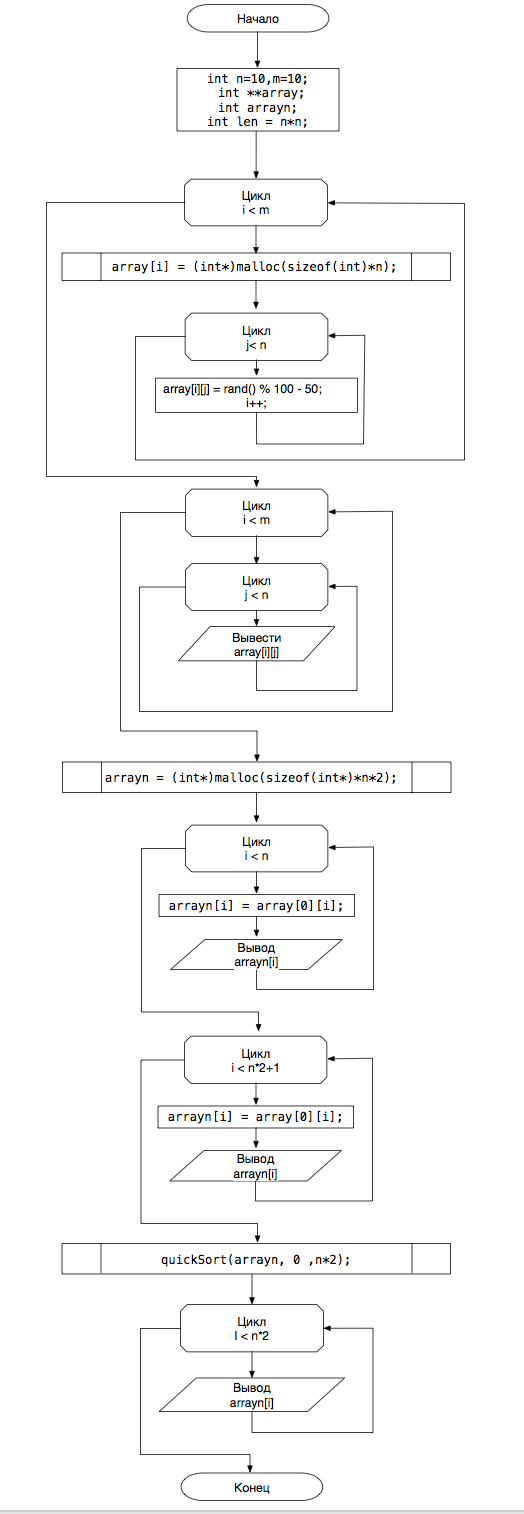 Начало
int n=10,m=10;
int **array;
int arrayn;
int len = n*n;
Цикл
i < m
array[i] = (int*)malloc(sizeof(int)*n);
Цикл
j< n
array[i][j] = rand() % 100 - 50;
i++;
Цикл
i < m
Цикл
j < n
Вывести
array[i][j]
arrayn = (int*)malloc(sizeof(int*)*n*2);
Цикл
i < n
arrayn[i] = array[0][i];
Вывод
arrayn[i]
Цикл
i < n*2+1
arrayn[i] = array[0][i];
Вывод
arrayn[i]
quickSort(arrayn, 0 ,n*2);
Цикл
I < n*2
Вывод
arrayn[i]
Конец